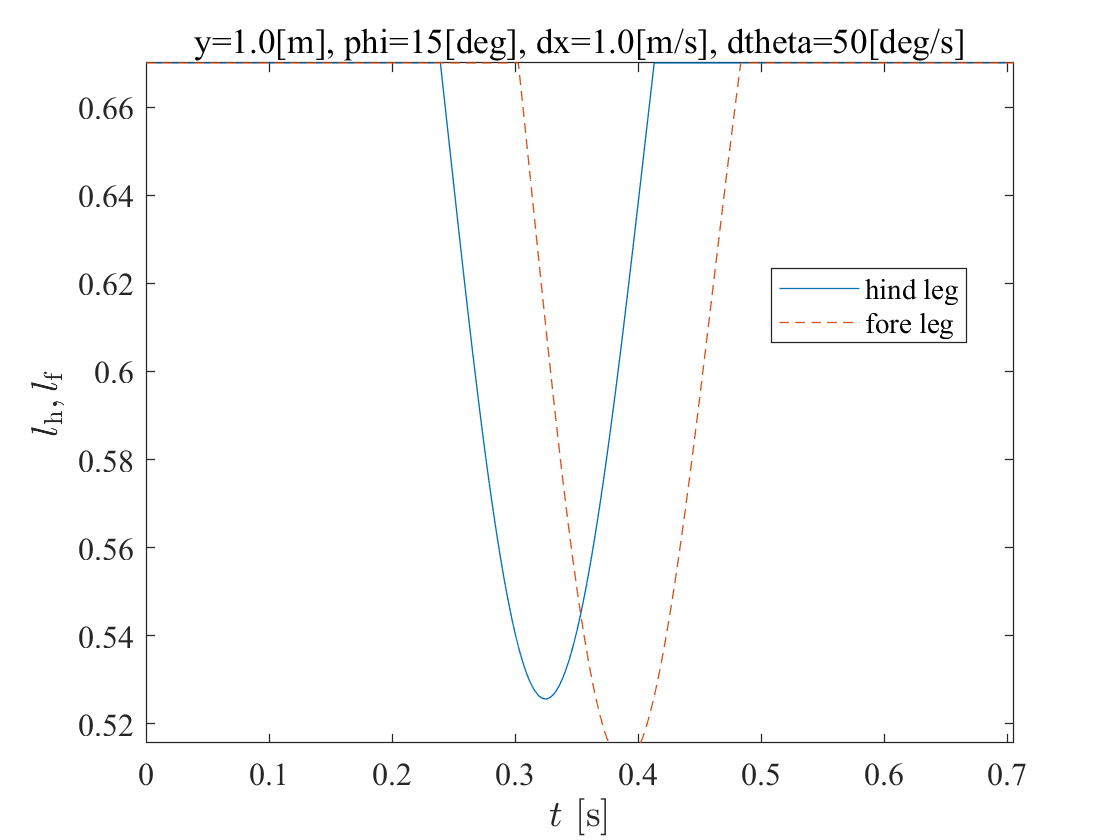 y=1.0[m], phi=15[deg], dx=1.0[m/s], dtheta=50[deg/s]
0.66
0.64
0.62
0.6
0.58
0.56
0.54
0.52
l_h, l_f
hind leg
fore leg
0 0.1 0.2 0.3 0.4 0.5 0.6 0.7
t [s]